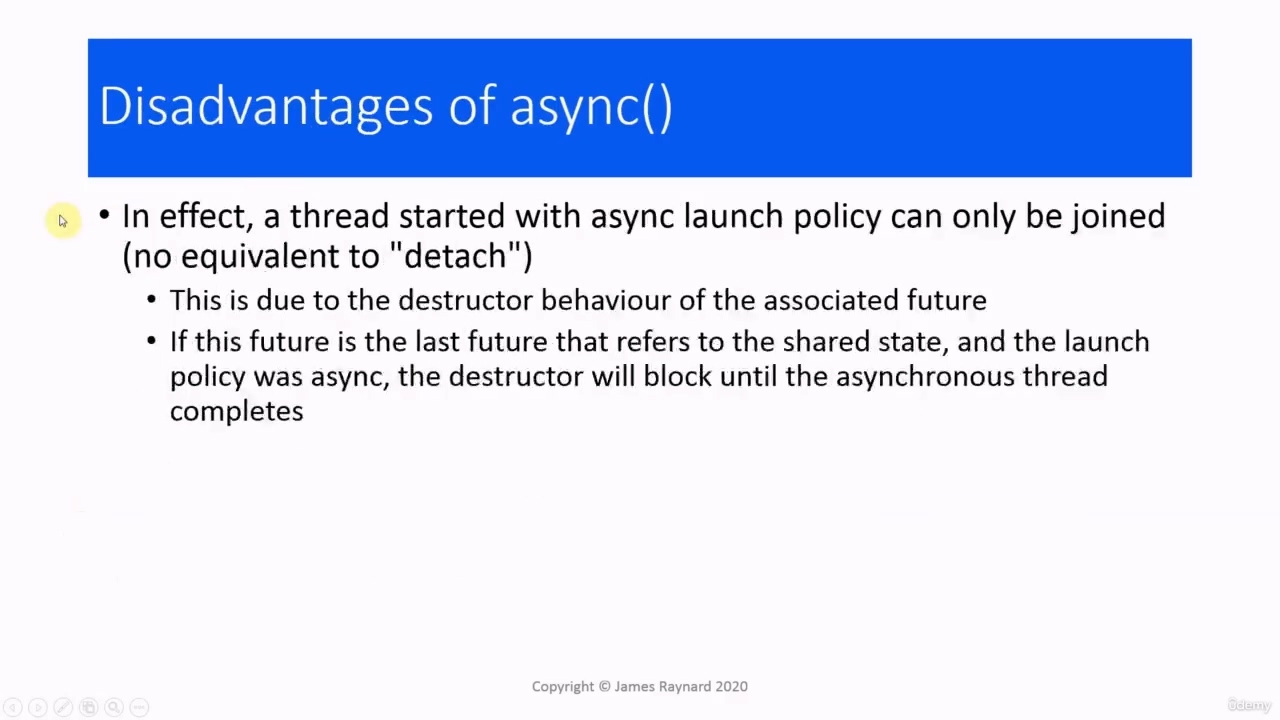 Disadvantages of async()
• In effect, a thread started with async launch policy can only be joined
(no equivalent to "detach")
• This is due to the destructor behaviour of the associated future
• If this future is the last future that refers to the shared state, and the launch
policy was async, the destructor will block until the asynchronous thread
completes
Copyright © James Raynard 2020
ûdemy